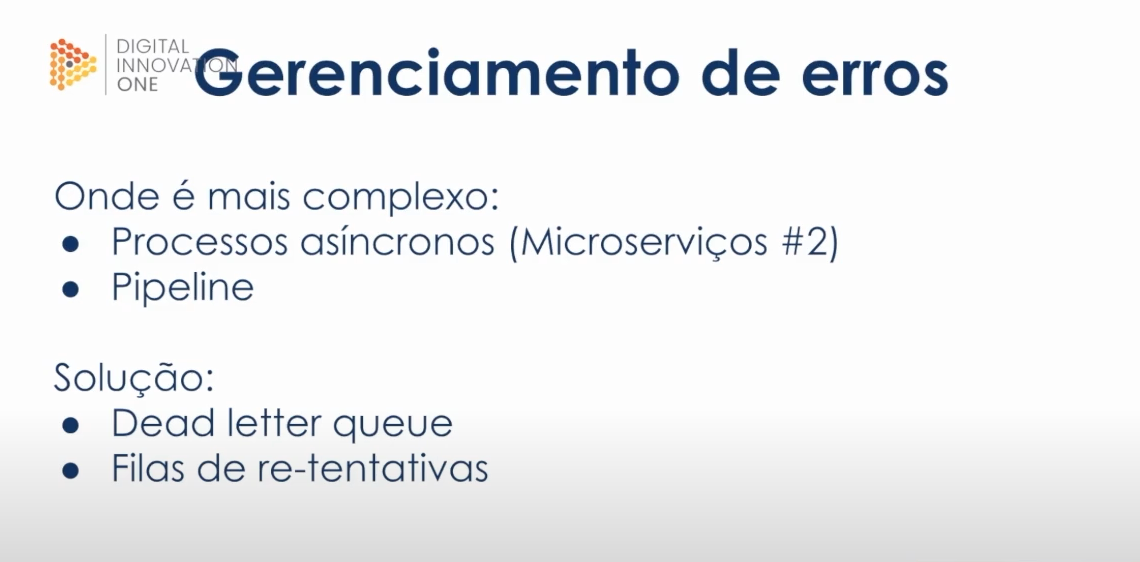 DIGITAL
INNOVATION
ONE
Gerenciamento de erros
Onde é mais complexo:
● Processos asíncronos (Microserviços #2)
● Pipeline
Solução:
● Dead letter queue
● Filas de re-tentativas